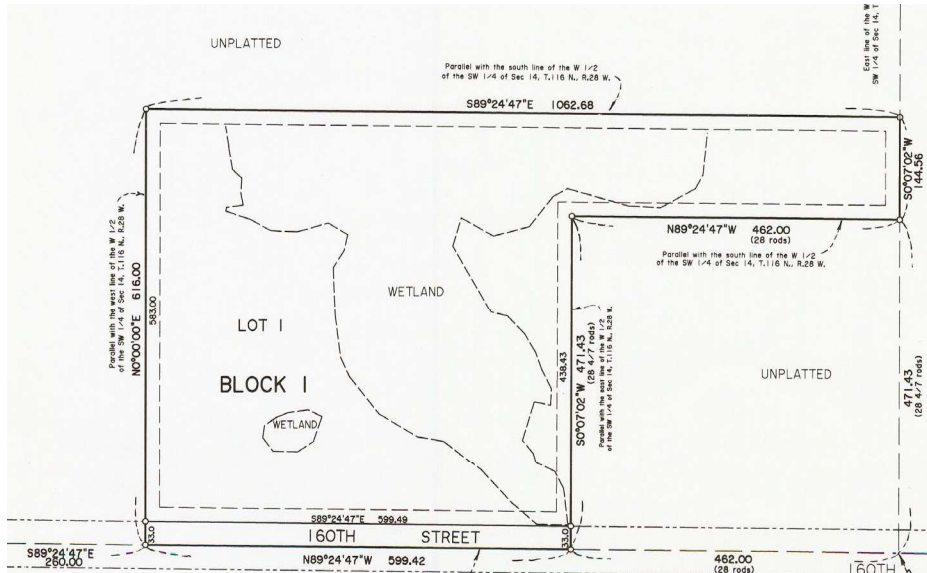 UNPLATTED
East line of the W
SW 1/4 of Sec 14, T.
Parallel with the south line of the W 1/2
of the SW 1/4 of Sec 14, T.116 N., R.28 W.
S89°24'47"E 1062.68
S0°07'02"W
144.56
N89°24'47"W 462.00
(28 rods)
Parallel with the south line of the W 1/2
of the SW 1/4 of Sec 14, T.116 N., R.28 W.
Parallel with the west line of the W 1/2
of the SW 1/4 of Sec 14, T.116 N., R.28 W.
N0°00'00"E 616.00
583.00
WETLAND
LOT 1
BLOCK 1
WETLAND
438.43
S0°07'02"W 471.43
(28 4/7 rods)
Parallel with the east line of the W 1/2
of the SW 1/4 of Sec 14, T.116 N., R.28 W.
UNPLATTED
471.43
(28 4/7 rods)
S89°24'47"E 599.49
33.0
160TH STREET
33.0
S89°24'47"E
260.00
N89°24'47"W 599.42
462.00
(28 rods)
160TH